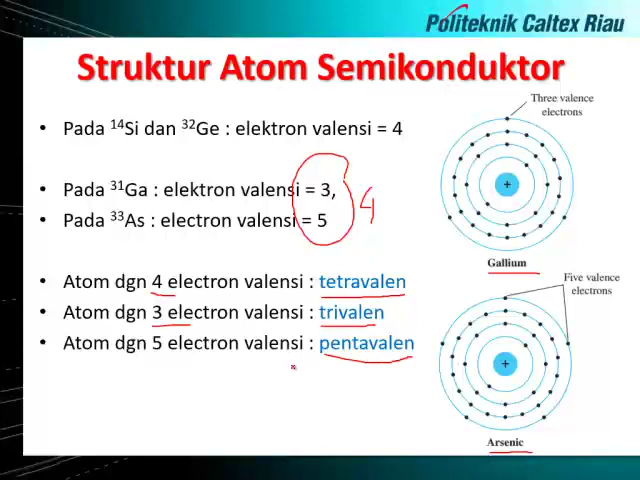 Politeknik Caltex Riau
Struktur Atom Semikonduktor
• Pada ¹⁴Si dan ³²Ge : elektron valensi = 4
• Pada ³¹Ga : elektron valensi = 3,
• Pada ³³As : electron valensi = 5
4
• Atom dgn 4 electron valensi : tetravalen
• Atom dgn 3 electron valensi : trivalen
• Atom dgn 5 electron valensi : pentavalen
Three valence
electrons
+
Gallium
Five valence
electrons
+
Arsenic